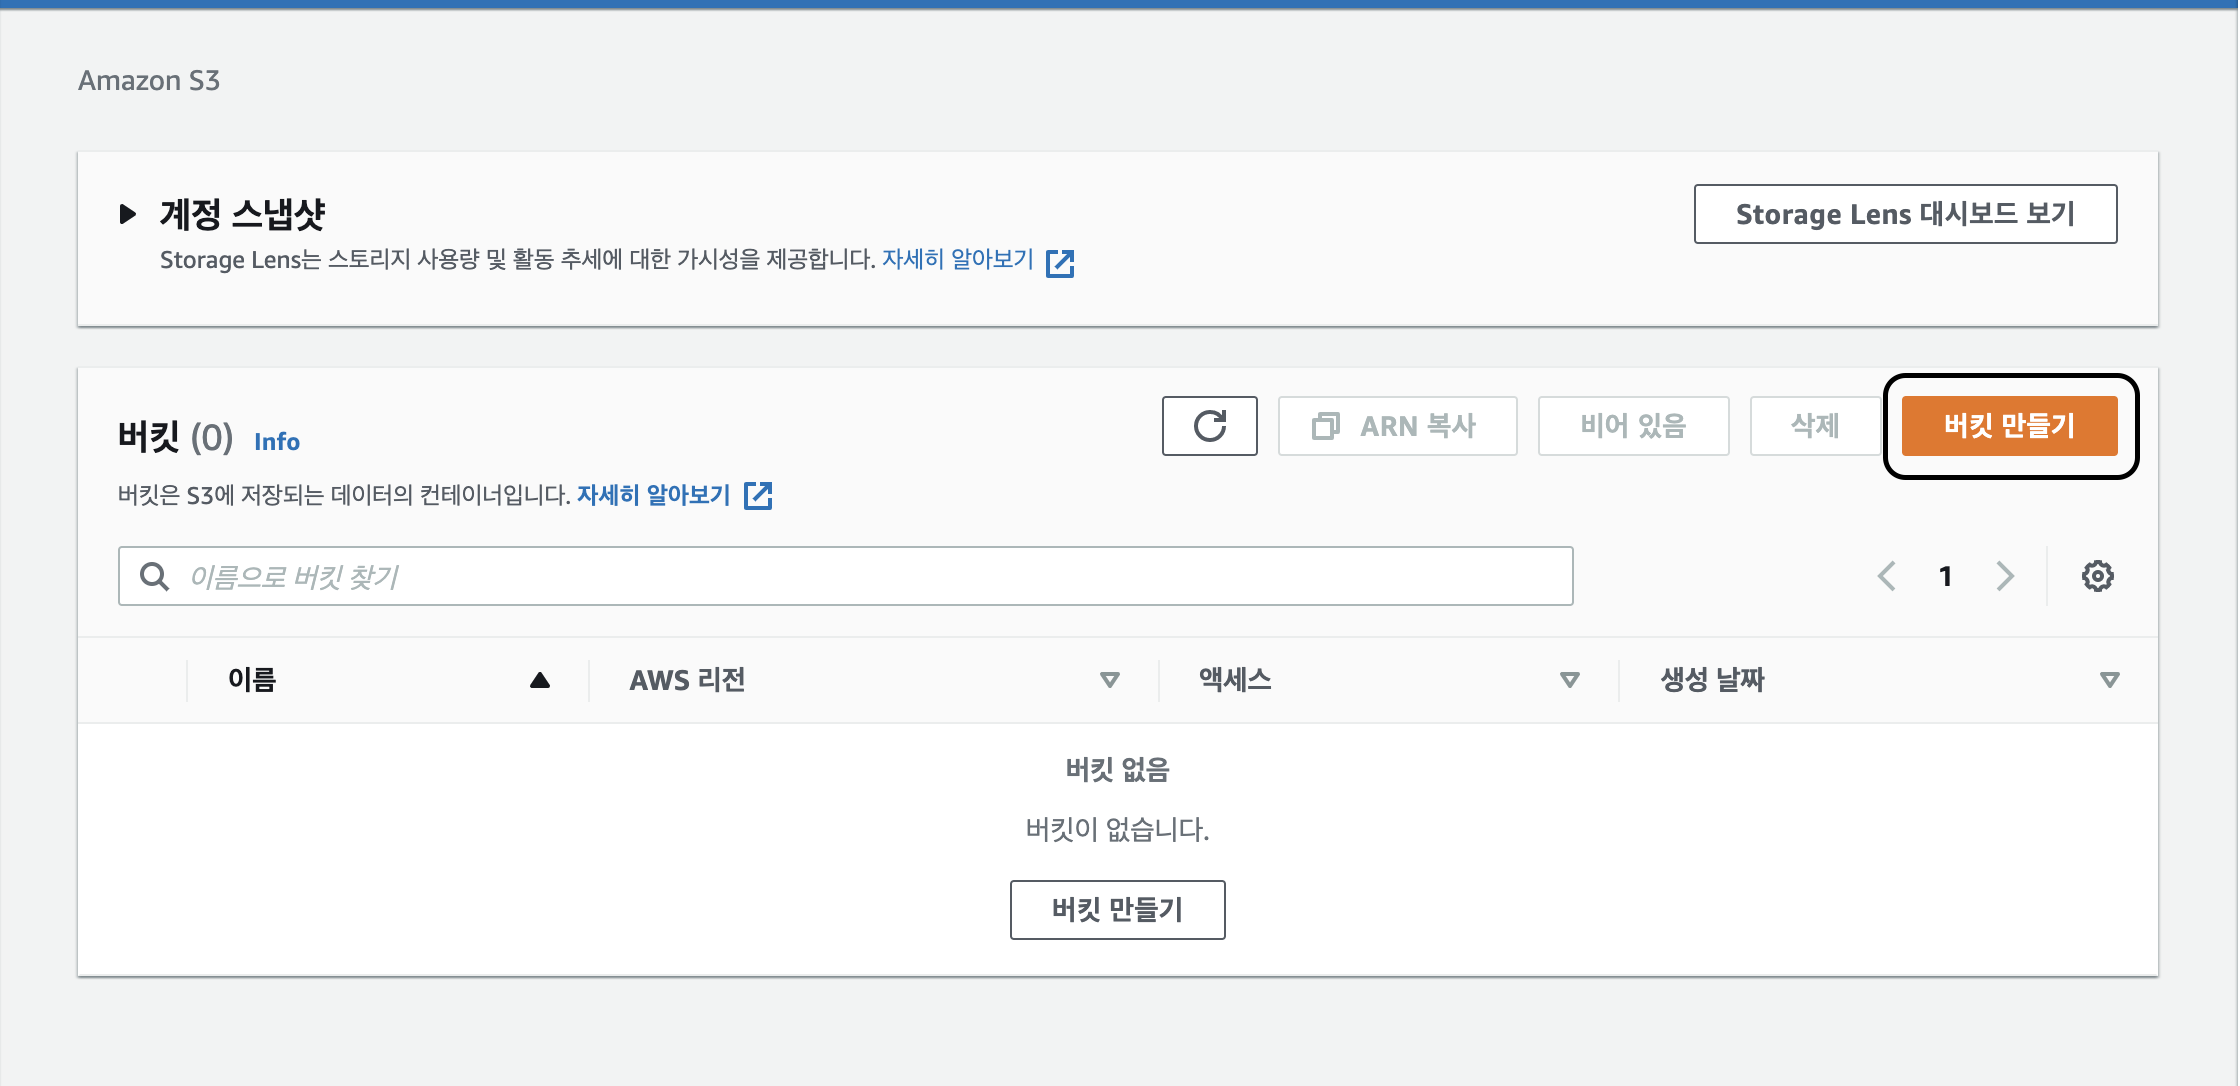 Amazon S3
계정 스냅샷
Storage Lens 대시보드 보기
Storage Lens는 스토리지 사용량 및 활동 추세에 대한 가시성을 제공합니다. 자세히 알아보기
버킷 (0) Info
ARN 복사
비어 있음
삭제
버킷 만들기
버킷은 S3에 저장되는 데이터의 컨테이너입니다. 자세히 알아보기
이름으로 버킷 찾기
1
이름
AWS 리전
액세스
생성 날짜
버킷 없음
버킷이 없습니다.
버킷 만들기